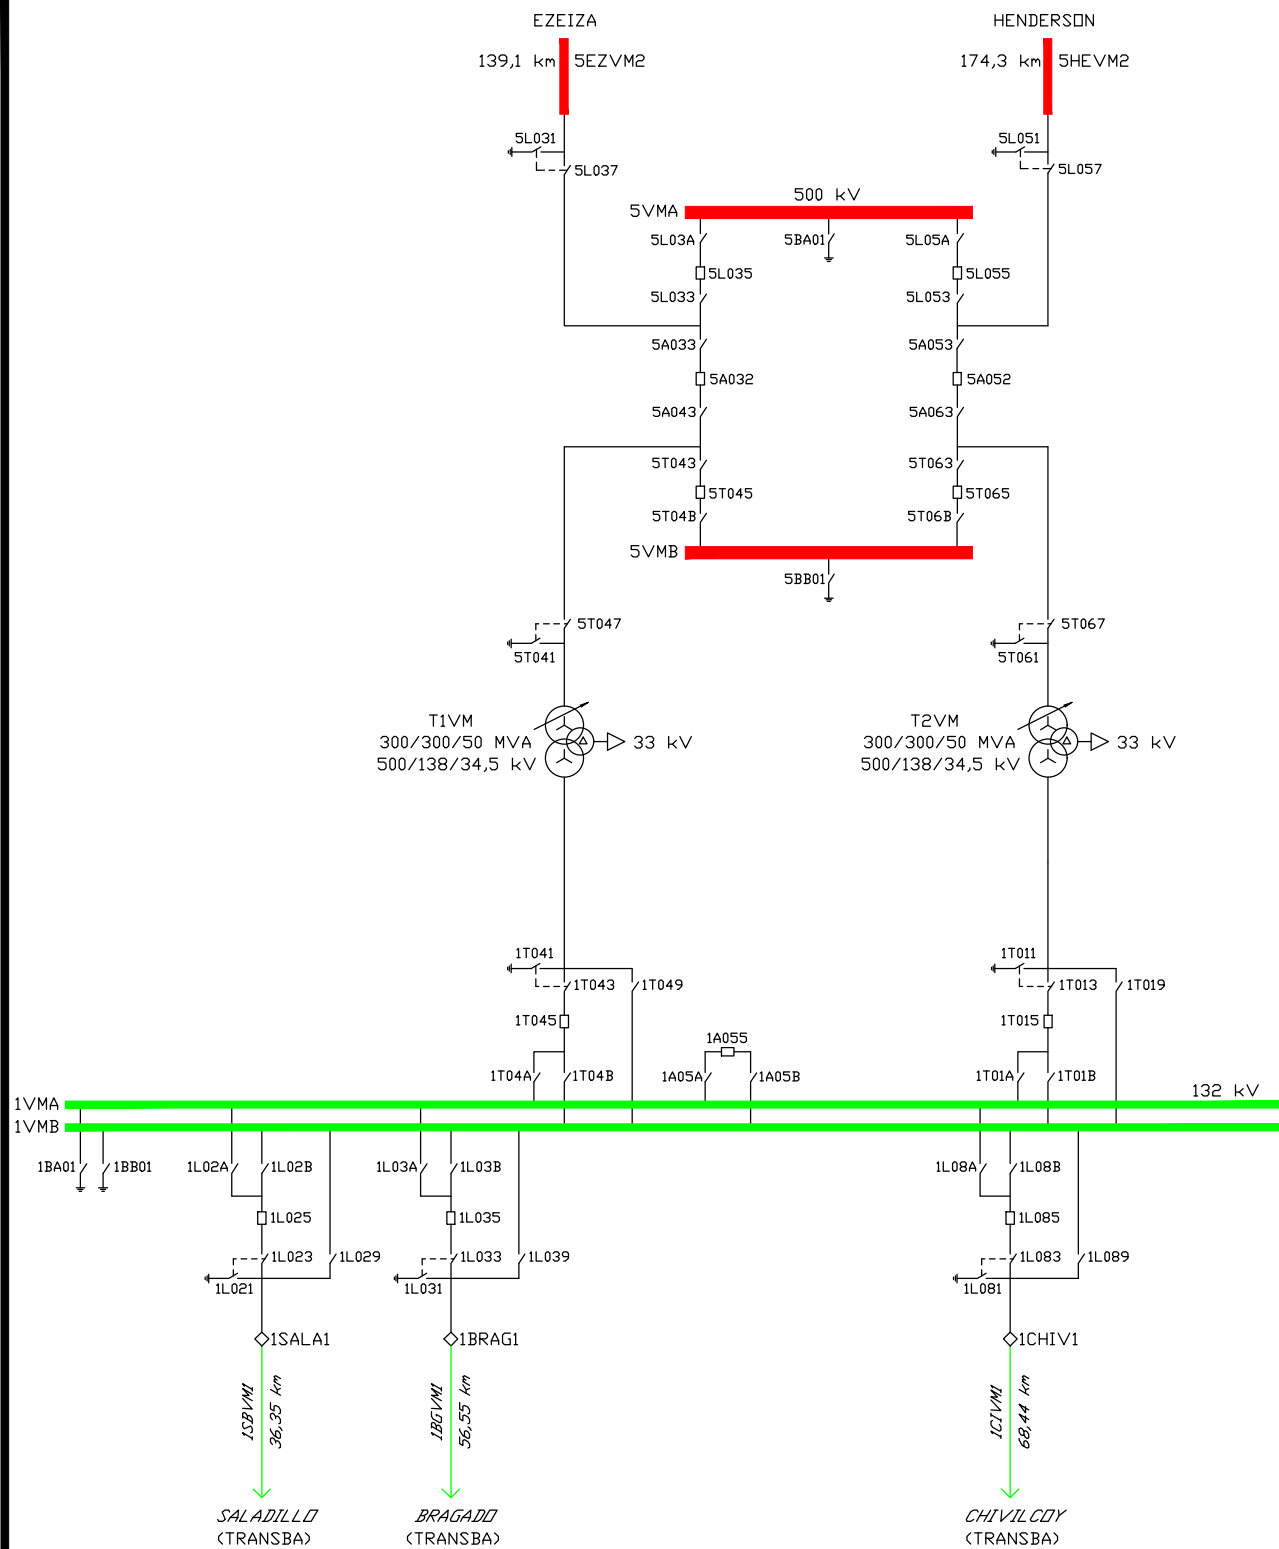 EZEIZA
HENDERSON
139,1 km
5EZVM2
174,3 km
5HEVM2
5L031
5L037
5L051
5L057
500 kV
5VMA
5L03A
5BA01
5L05A
5L035
5L055
5L033
5L053
5A033
5A053
5A032
5A052
5A043
5A063
5T043
5T063
5T045
5T065
5T04B
5T06B
5VMB
5BB01
5T047
5T067
5T041
5T061
T1VM
300/300/50 MVA
500/138/34,5 kV
33 kV
T2VM
300/300/50 MVA
500/138/34,5 kV
33 kV
1T041
1T043
1T049
1T011
1T013
1T019
1T045
1T015
1A055
1T04A
1T04B
1A05A
1A05B
1T01A
1T01B
132 kV
1VMA
1VMB
1BA01
1BB01
1L02A
1L02B
1L03A
1L03B
1L08A
1L08B
1L025
1L035
1L085
1L023
1L029
1L033
1L039
1L083
1L089
1L021
1L031
1L081
1SALA1
1BRAG1
1CHIV1
1SBVM1
36,35 km
1BGVM1
56,55 km
1CIVM1
68,44 km
SALADILLO
(TRANSBA)
BRAGADO
(TRANSBA)
CHIVILCOY
(TRANSBA)